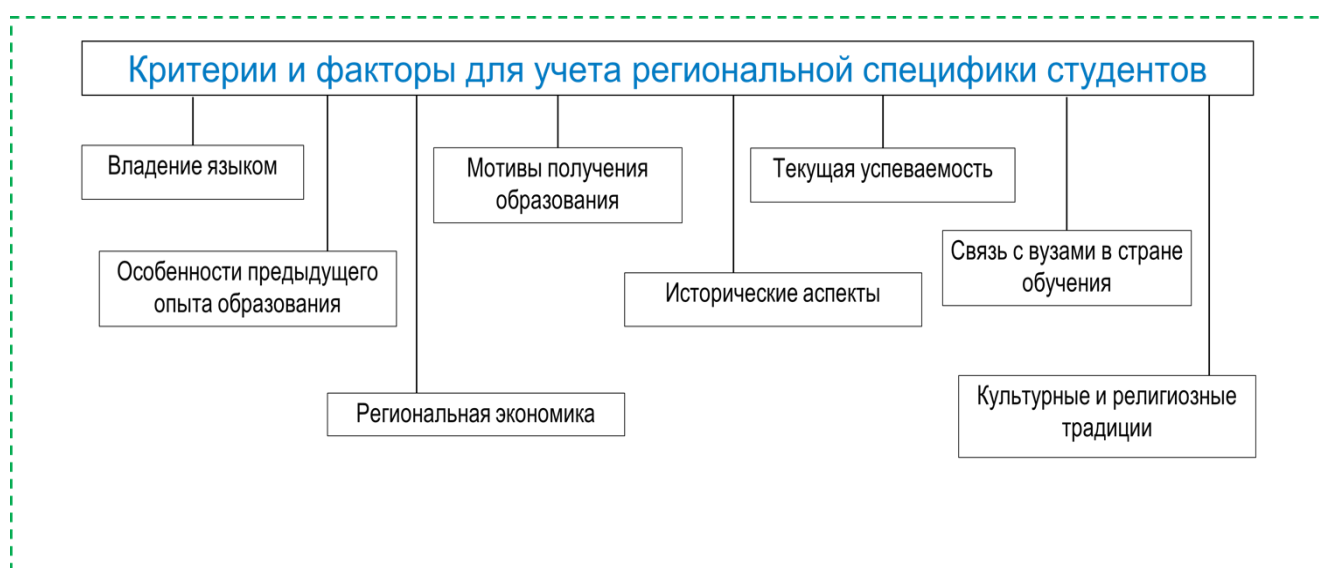 Критерии и факторы для учета региональной специфики студентов
Владение языком
Мотивы получения
образования
Текущая успеваемость
Особенности предыдущего
опыта образования
Исторические аспекты
Связь с вузами в стране
обучения
Региональная экономика
Культурные и религиозные
традиции